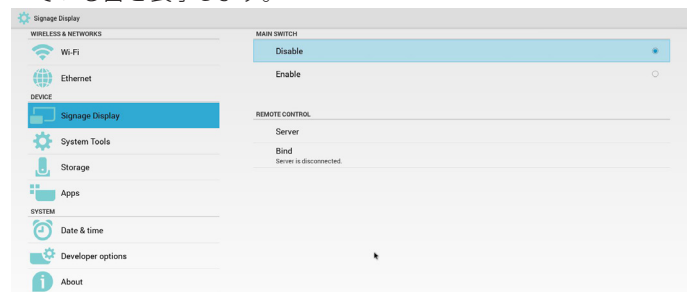 Signage Display
WIRELESS & NETWORKS
Wi-Fi
Ethernet
DEVICE
Signage Display
System Tools
Storage
Apps
SYSTEM
Date & time
Developer options
About
MAIN SWITCH
Disable
Enable
REMOTE CONTROL
Server
Bind
Server is disconnected.